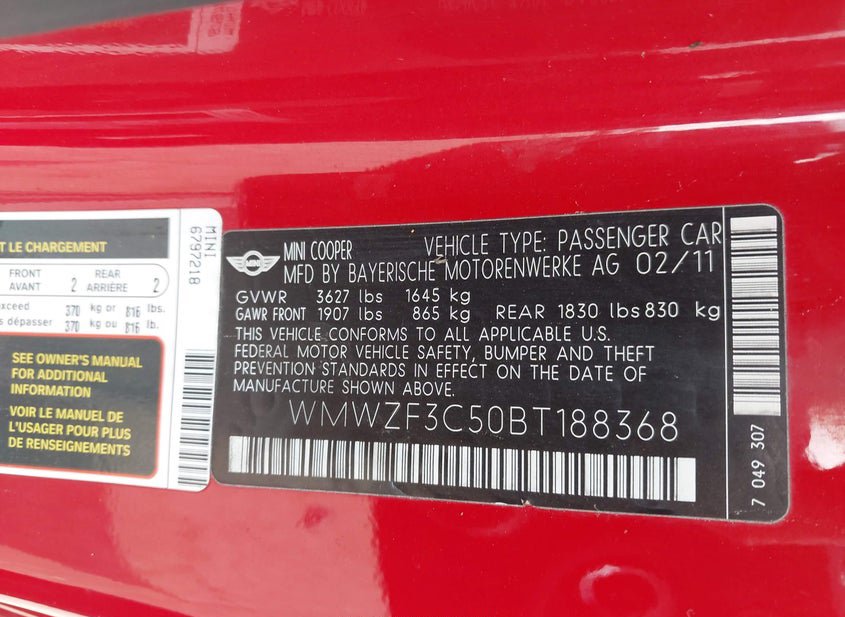 T LE CHARGEMENT
FRONT
AVANT
2
REAR
ARRIÈRE
2
exceed 370 kg or 816 lbs.
s dépasser 370 kg ou 816 lb.
SEE OWNER'S MANUAL
FOR ADDITIONAL
INFORMATION
VOIR LE MANUEL DE
L'USAGER POUR PLUS
DE RENSEIGNEMENTS
MINI
6797218
MINI
MINI COOPER VEHICLE TYPE: PASSENGER CAR
MFD BY BAYERISCHE MOTORENWERKE AG 02/11
GVWR 3627 lbs 1645 kg
GAWR FRONT 1907 lbs 865 kg REAR 1830 lbs 830 kg
THIS VEHICLE CONFORMS TO ALL APPLICABLE U.S.
FEDERAL MOTOR VEHICLE SAFETY, BUMPER AND THEFT
PREVENTION STANDARDS IN EFFECT ON THE DATE OF
MANUFACTURE SHOWN ABOVE.
WMWZF3C50BT188368
7 049 307